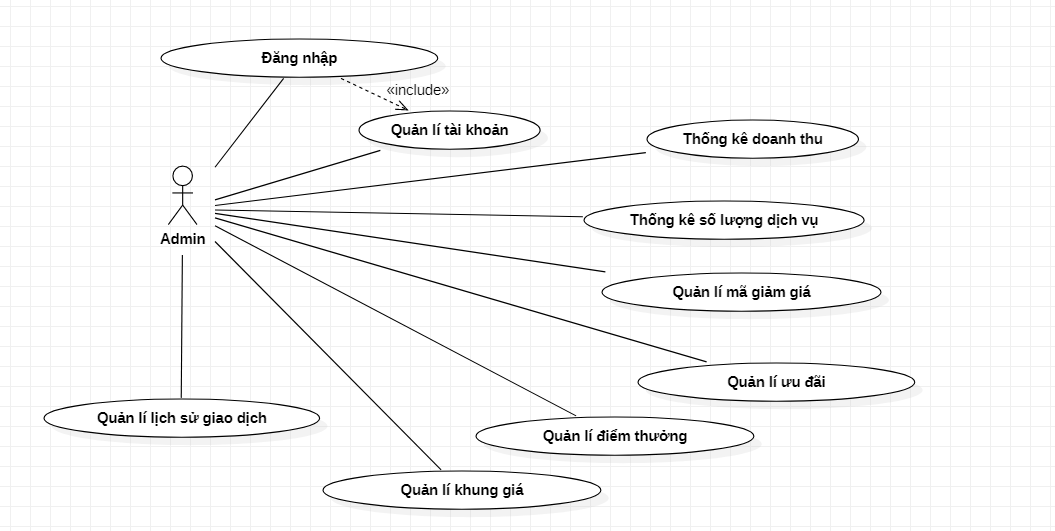 Đăng nhập
«include»
Quản lí tài khoản
Thống kê doanh thu
Thống kê số lượng dịch vụ
Admin
Quản lí mã giảm giá
Quản lí ưu đãi
Quản lí lịch sử giao dịch
Quản lí điểm thưởng
Quản lí khung giá